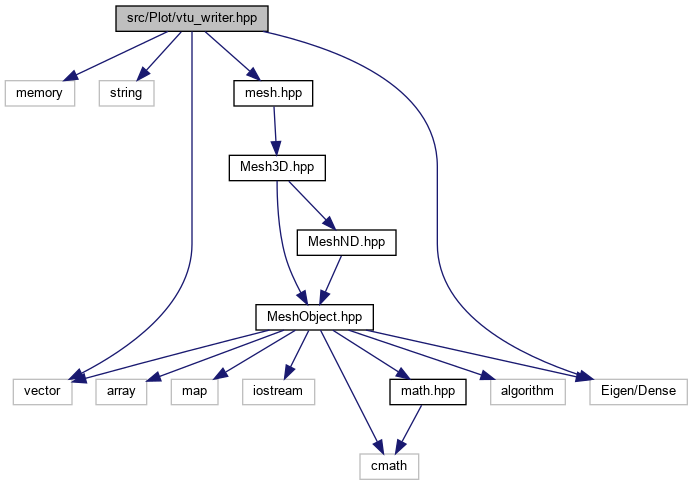 src/Plot/vtu_writer.hpp
memory
string
mesh.hpp
Mesh3D.hpp
MeshND.hpp
MeshObject.hpp
vector
array
map
iostream
math.hpp
algorithm
Eigen/Dense
cmath